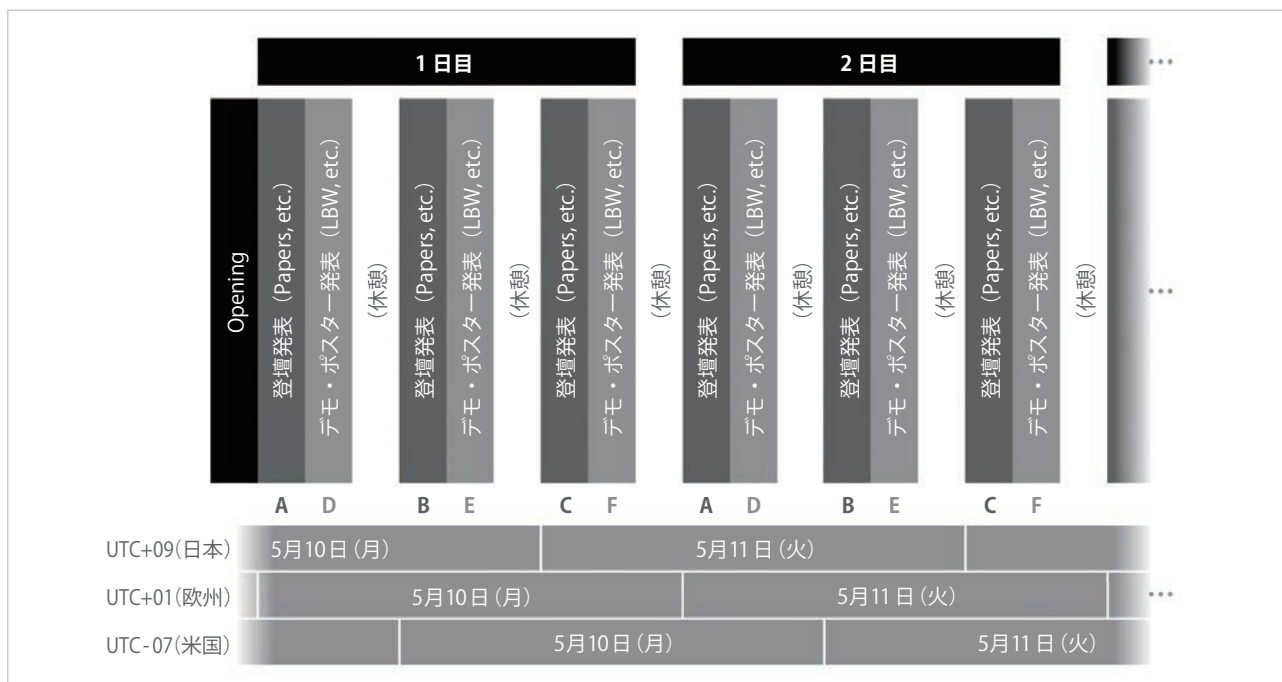 1 日目
2 日目
…
Opening
登壇発表（Papers, etc.）
デモ・ポスター発表（LBW, etc.）
（休憩）
登壇発表（Papers, etc.）
デモ・ポスター発表（LBW, etc.）
（休憩）
登壇発表（Papers, etc.）
デモ・ポスター発表（LBW, etc.）
（休憩）
登壇発表（Papers, etc.）
デモ・ポスター発表（LBW, etc.）
（休憩）
登壇発表（Papers, etc.）
デモ・ポスター発表（LBW, etc.）
（休憩）
登壇発表（Papers, etc.）
デモ・ポスター発表（LBW, etc.）
（休憩）
…
A D B E C F A D B E C F
UTC+09(日本) 5月10日（月） 5月11日（火）
UTC+01(欧州) 5月10日（月） 5月11日（火） …
UTC-07(米国) 5月10日（月） 5月11日（火）